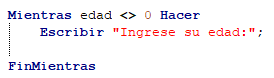 Mientras edad <> 0 Hacer
Escribir "Ingrese su edad:";
FinMientras